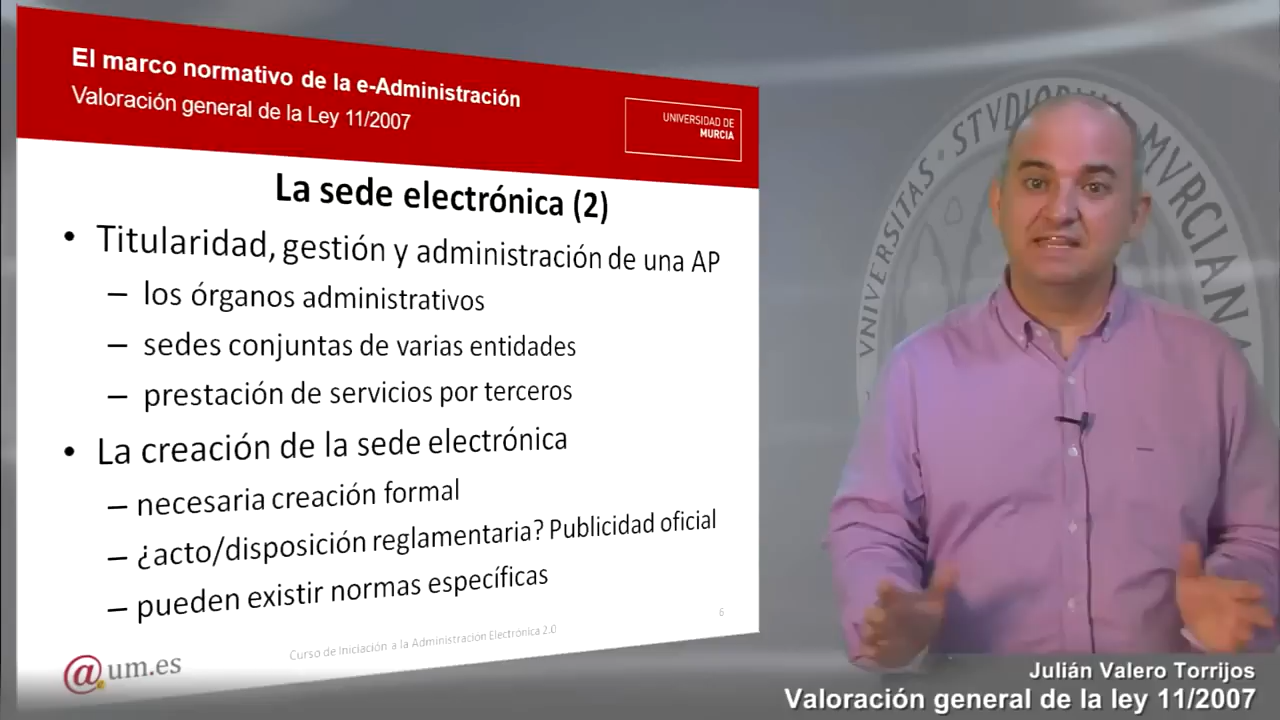 El marco normativo de la e-Administración
Valoración general de la Ley 11/2007
UNIVERSIDAD DE
MURCIA
La sede electrónica (2)
• Titularidad, gestión y administración de una AP
– los órganos administrativos
– sedes conjuntas de varias entidades
– prestación de servicios por terceros
• La creación de la sede electrónica
– necesaria creación formal
– ¿acto/disposición reglamentaria? Publicidad oficial
– pueden existir normas específicas
6
Curso de Iniciación a la Administracion Electrónica 2.0
@um.es
VNIVERSITAS · STVDIORVM MVRCIANA
Julián Valero Torrijos
Valoración general de la ley 11/2007